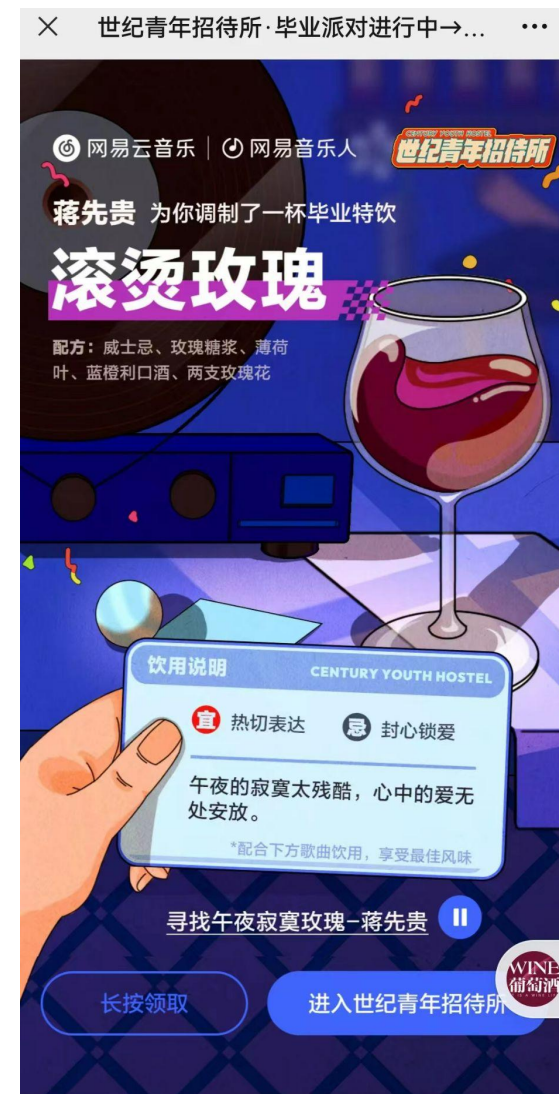 世纪青年招待所·毕业派对进行中→...
网易云音乐｜网易音乐人
CENTURY YOUTH HOSTEL
世纪青年招待所
蒋先贵 为你调制了一杯毕业特饮
滚烫玫瑰
配方：威士忌、玫瑰糖浆、薄荷
叶、蓝橙利口酒、两支玫瑰花
饮用说明 CENTURY YOUTH HOSTEL
宜 热切表达 忌 封心锁爱
午夜的寂寞太残酷，心中的爱无
处安放。
*配合下方歌曲饮用，享受最佳风味
寻找午夜寂寞玫瑰-蒋先贵
WINE
葡萄酒
长按领取 进入世纪青年招待所